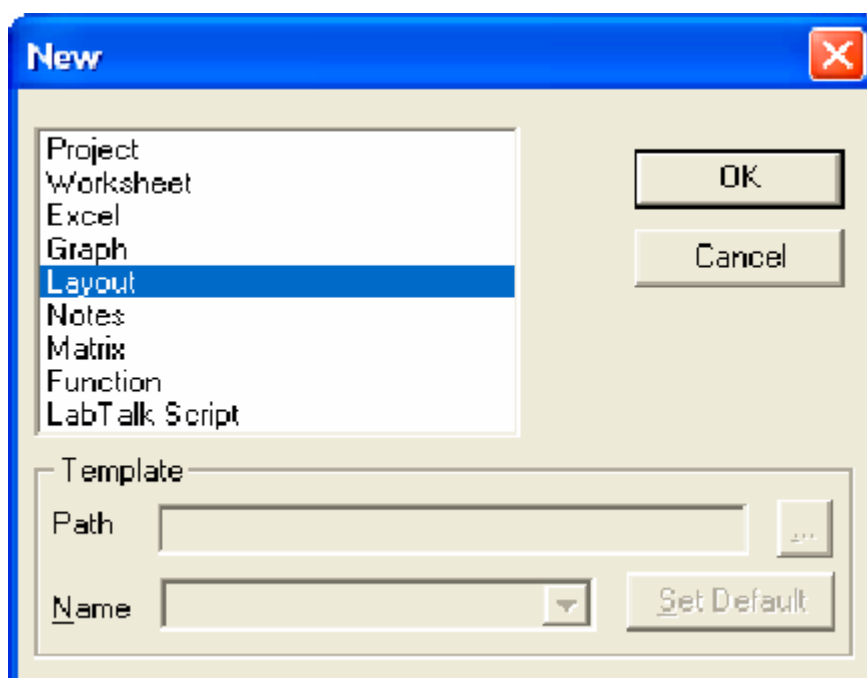 New
Project
Worksheet
Excel
Graph
Layout
Notes
Matrix
Function
LabTalk Script
OK
Cancel
Template
Path
...
Name
Set Default